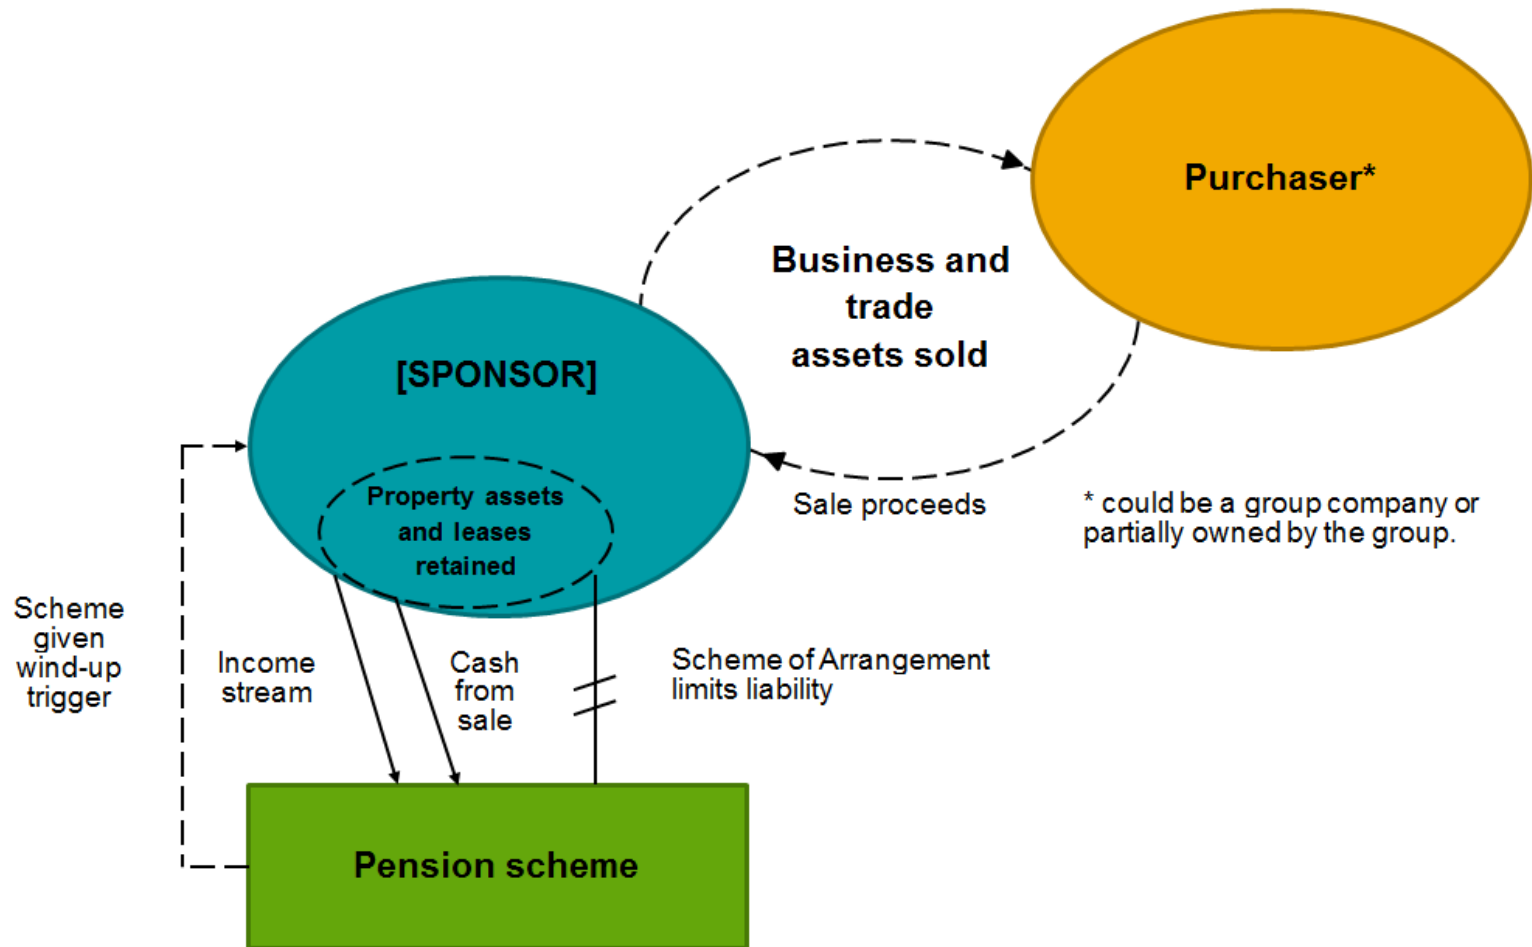 Purchaser*
Business and
trade
assets sold
[SPONSOR]
Property assets
and leases
retained
Sale proceeds
* could be a group company or
partially owned by the group.
Scheme
given
wind-up
trigger
Income
stream
Cash
from
sale
Scheme of Arrangement
limits liability
Pension scheme